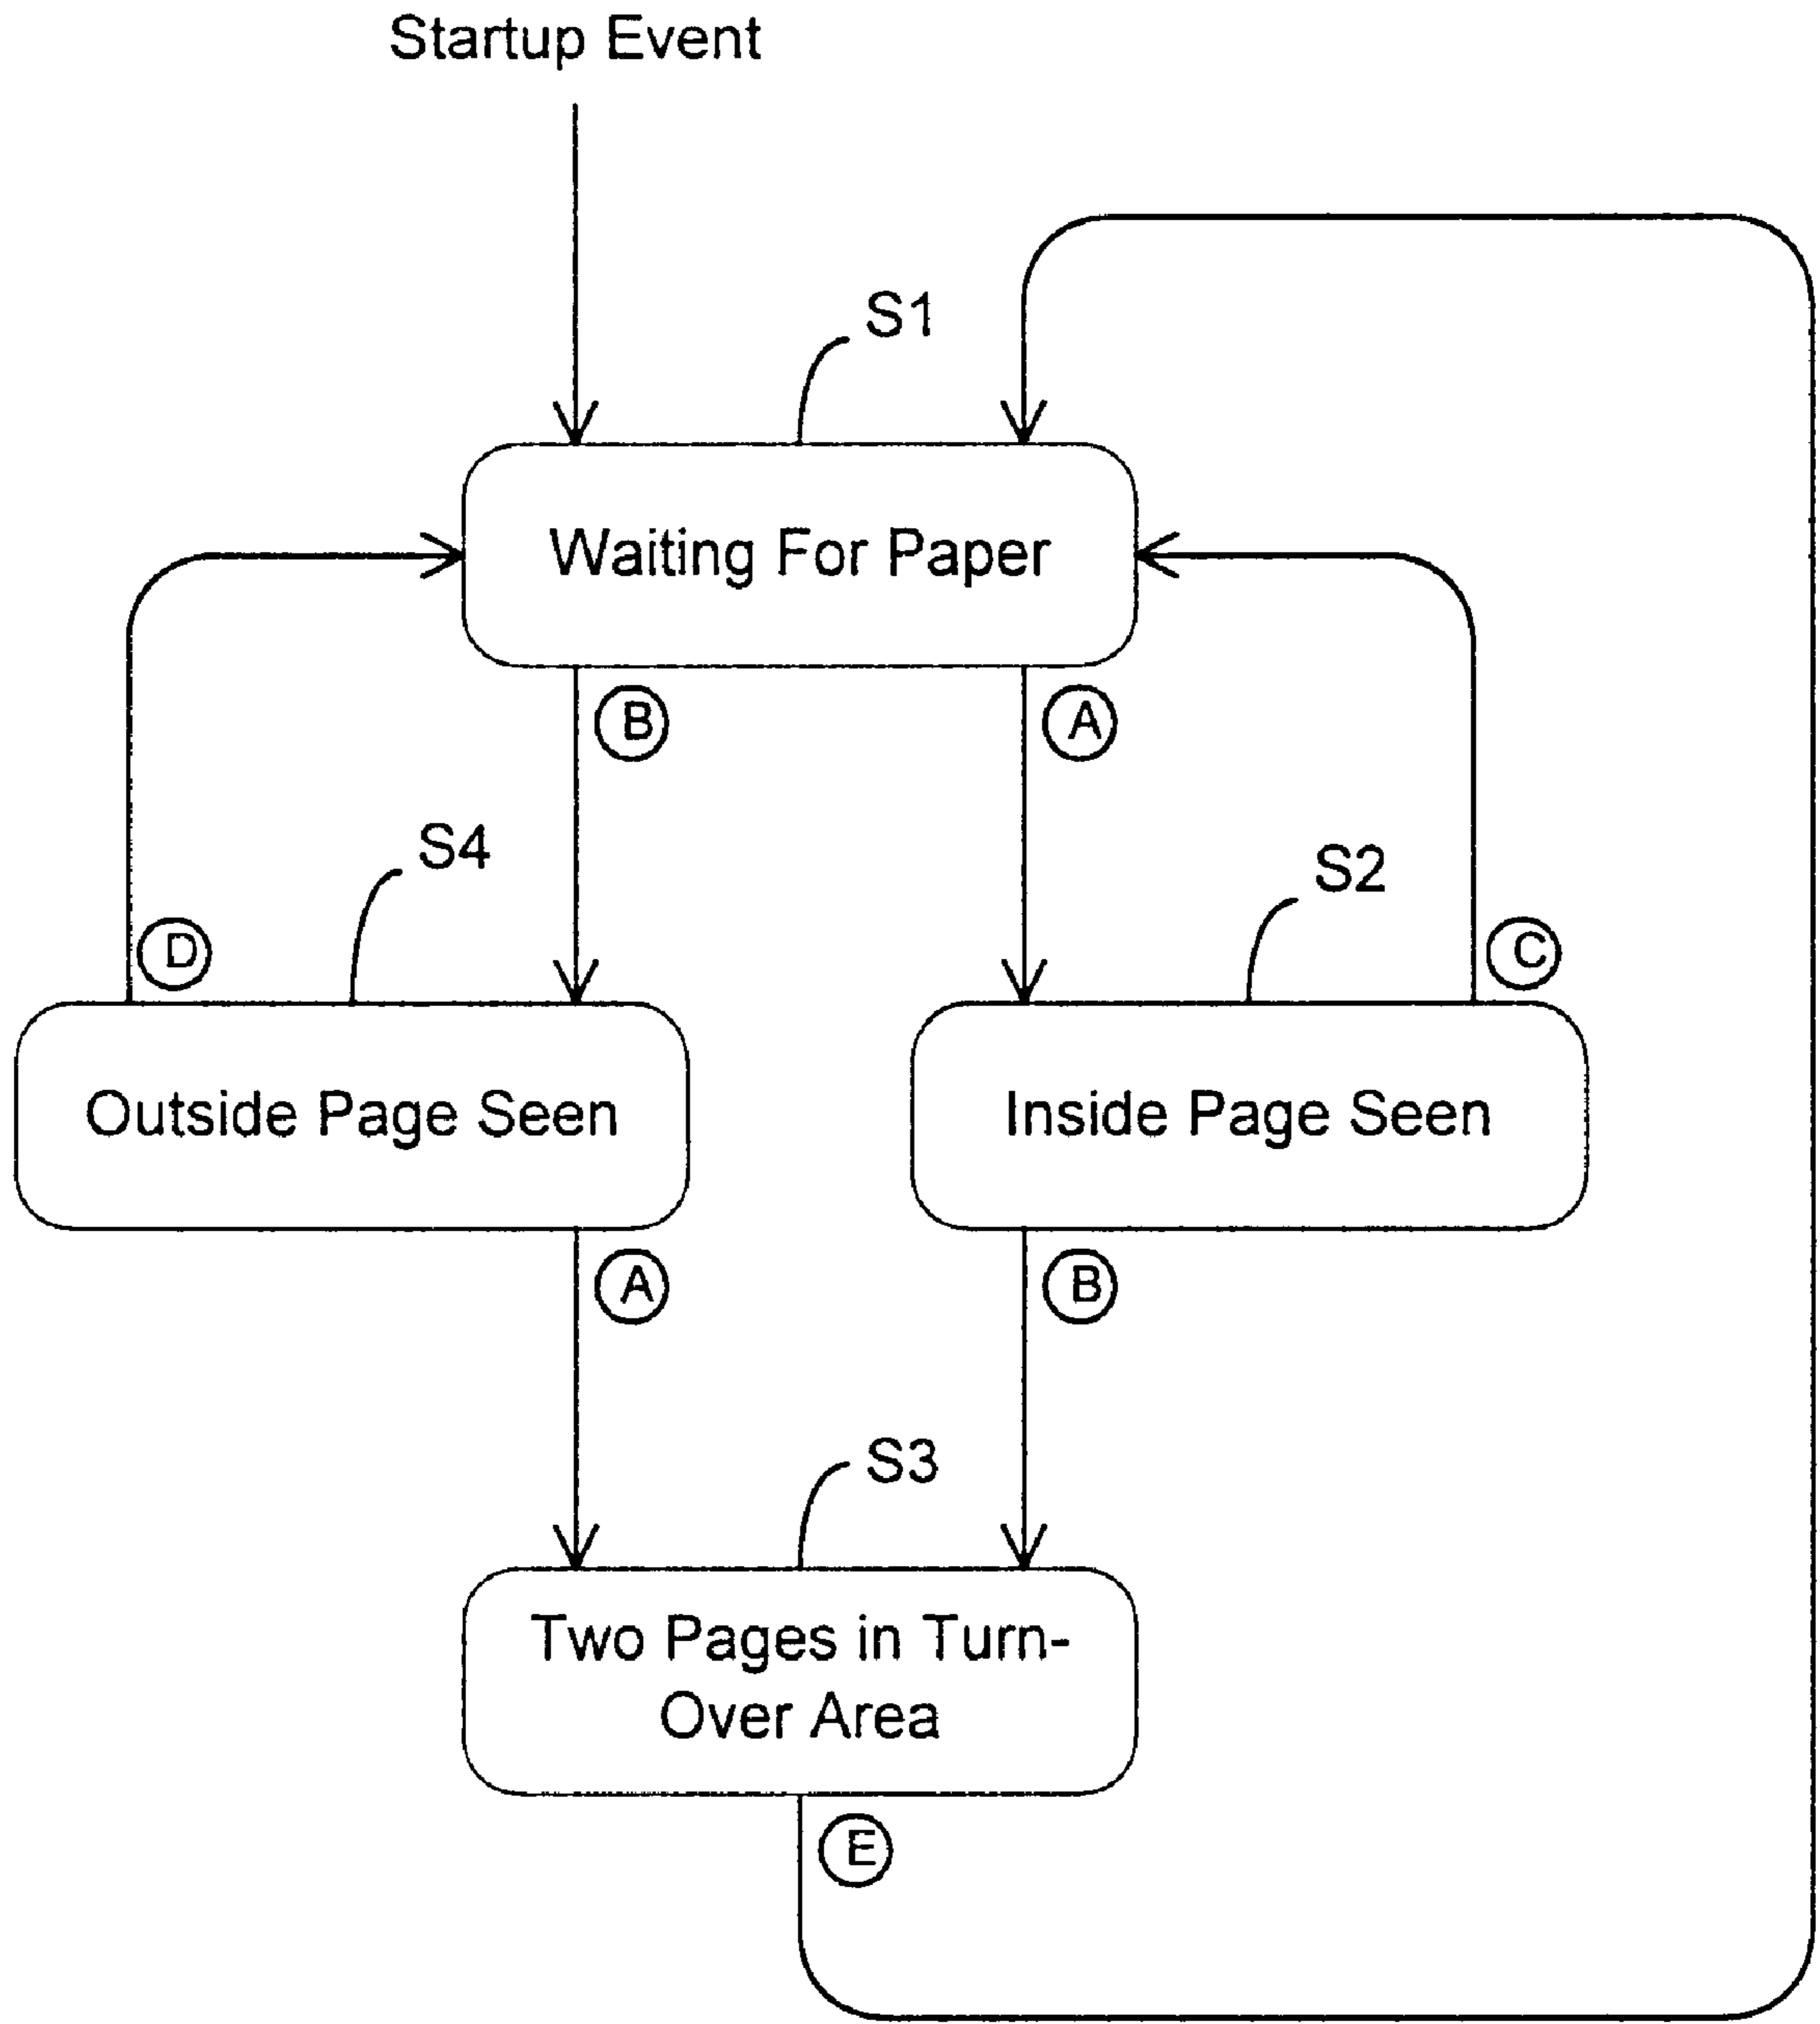 Startup Event
S1
Waiting For Paper
B
A
S4
S2
D
C
Outside Page Seen
Inside Page Seen
A
B
S3
Two Pages in Turn-
Over Area
E